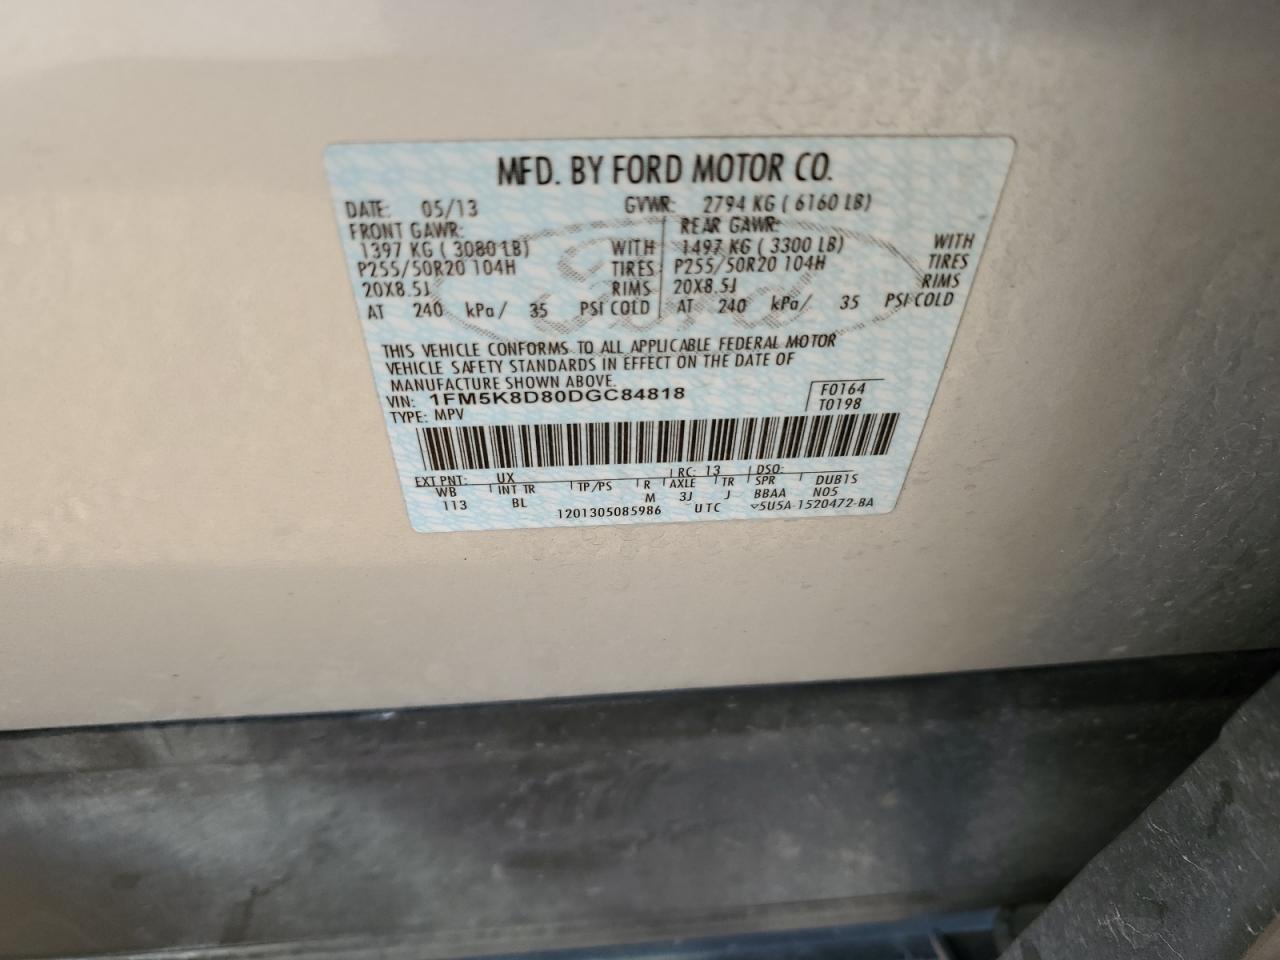 MFD. BY FORD MOTOR CO.
DATE: 05/13 GVWR: 2794 KG ( 6160 LB)
FRONT GAWR: REAR GAWR:
1397 KG ( 3080 LB) WITH 1497 KG ( 3300 LB) WITH
P255/50R20 104H TIRES P255/50R20 104H TIRES
20X8.5J RIMS 20X8.5J RIMS
AT 240 kPa/ 35 PSI COLD AT 240 kPa/ 35 PSI COLD
Ford
THIS VEHICLE CONFORMS TO ALL APPLICABLE FEDERAL MOTOR
VEHICLE SAFETY STANDARDS IN EFFECT ON THE DATE OF
MANUFACTURE SHOWN ABOVE.
VIN: 1FM5K8D80DGC84818 F0164
TYPE: MPV T0198
EXT PNT: UX RC: 13 DSO:
WB INT TR TP/PS R AXLE TR SPR DUB1S
113 BL M 3J J BBAA N05
1201305085986 UTC 5U5A-1520472-BA